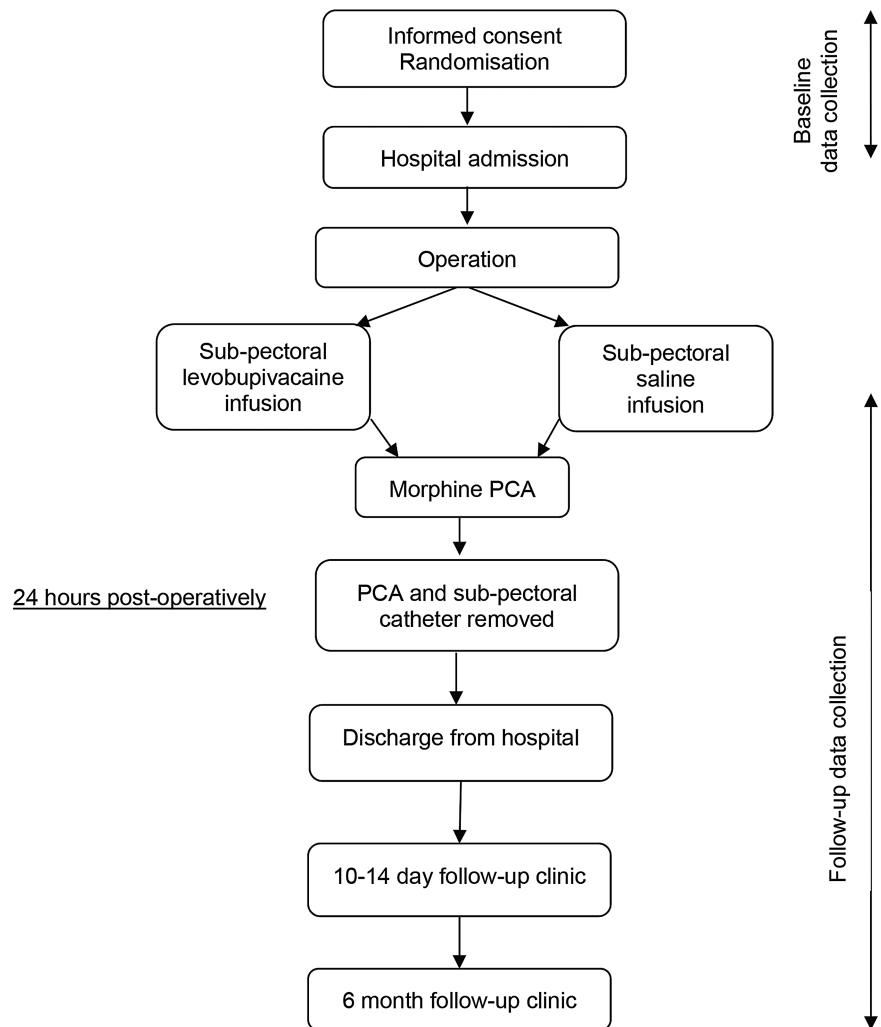 Informed consent
Randomisation
Baseline
data collection
Hospital admission
Operation
Sub-pectoral
levobupivacaine
infusion
Sub-pectoral
saline
infusion
Morphine PCA
24 hours post-operatively
PCA and sub-pectoral
catheter removed
Discharge from hospital
Follow-up data collection
10-14 day follow-up clinic
6 month follow-up clinic